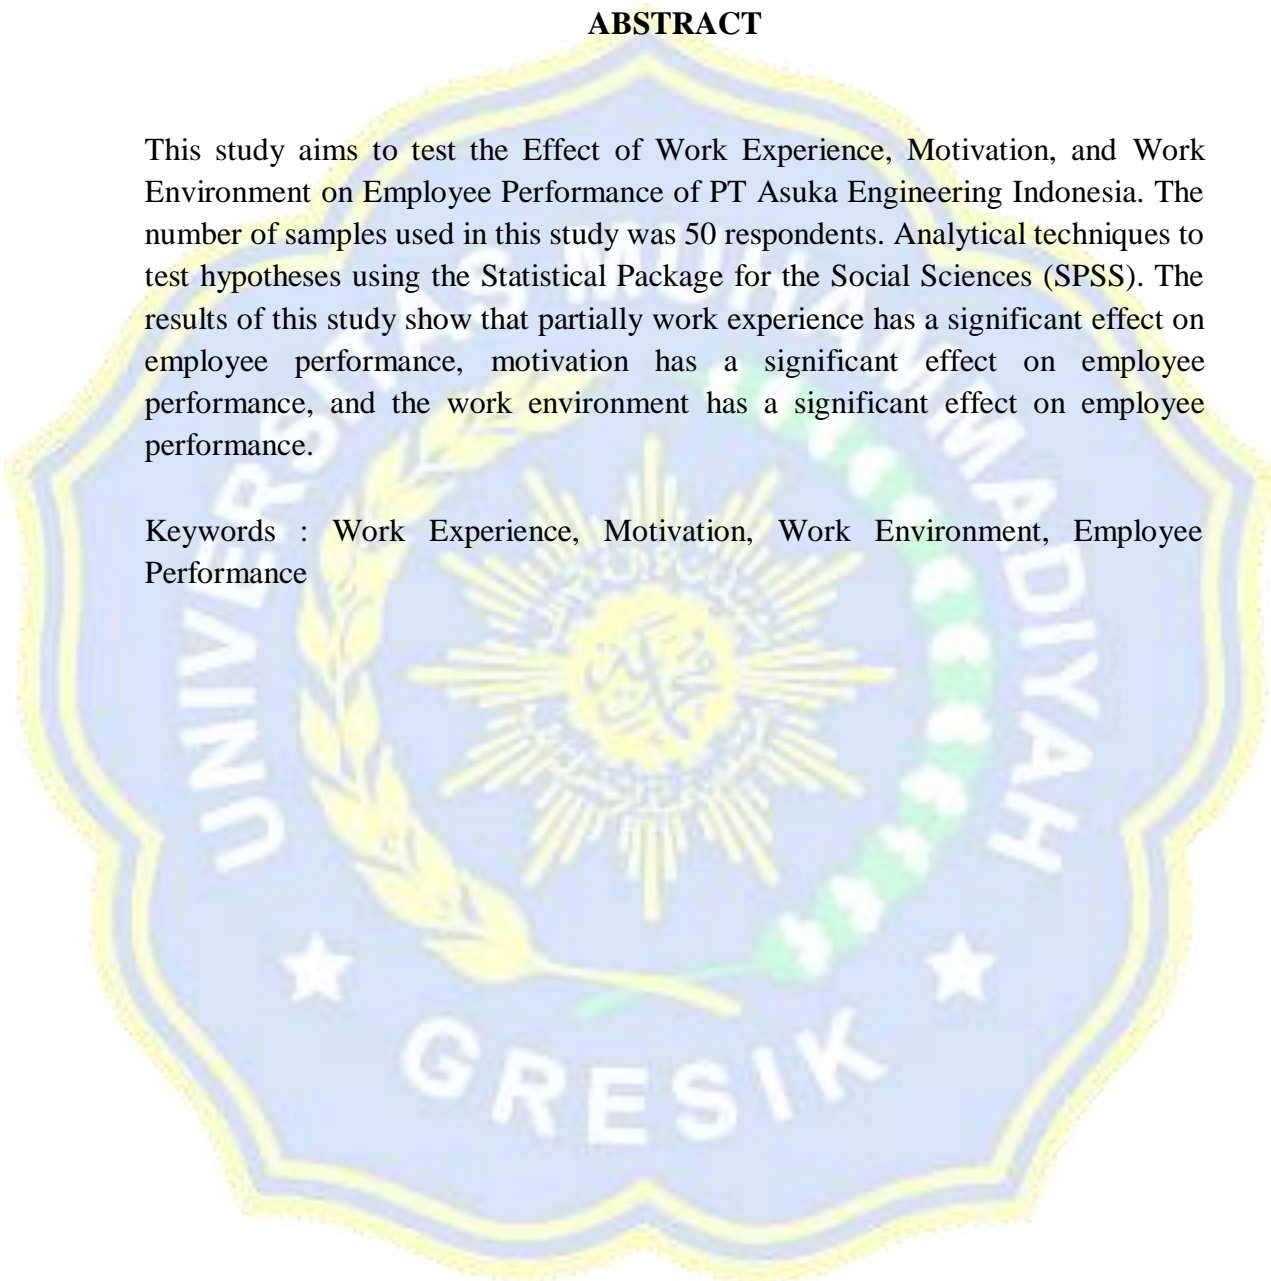 ABSTRACT
This study aims to test the Effect of Work Experience, Motivation, and Work
Environment on Employee Performance of PT Asuka Engineering Indonesia. The
number of samples used in this study was 50 respondents. Analytical techniques to
test hypotheses using the Statistical Package for the Social Sciences (SPSS). The
results of this study show that partially work experience has a significant effect on
employee performance, motivation has a significant effect on employee
performance, and the work environment has a significant effect on employee
performance.
Keywords : Work Experience, Motivation, Work Environment, Employee
Performance
UNIVERSITAS MUHAMMADIYAH
GRESIK